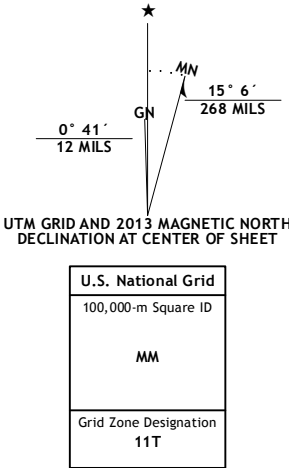 ★
MN
GN
15° 6´
268 MILS
0° 41´
12 MILS
UTM GRID AND 2013 MAGNETIC NORTH
DECLINATION AT CENTER OF SHEET
U.S. National Grid
100,000-m Square ID
MM
Grid Zone Designation
11T